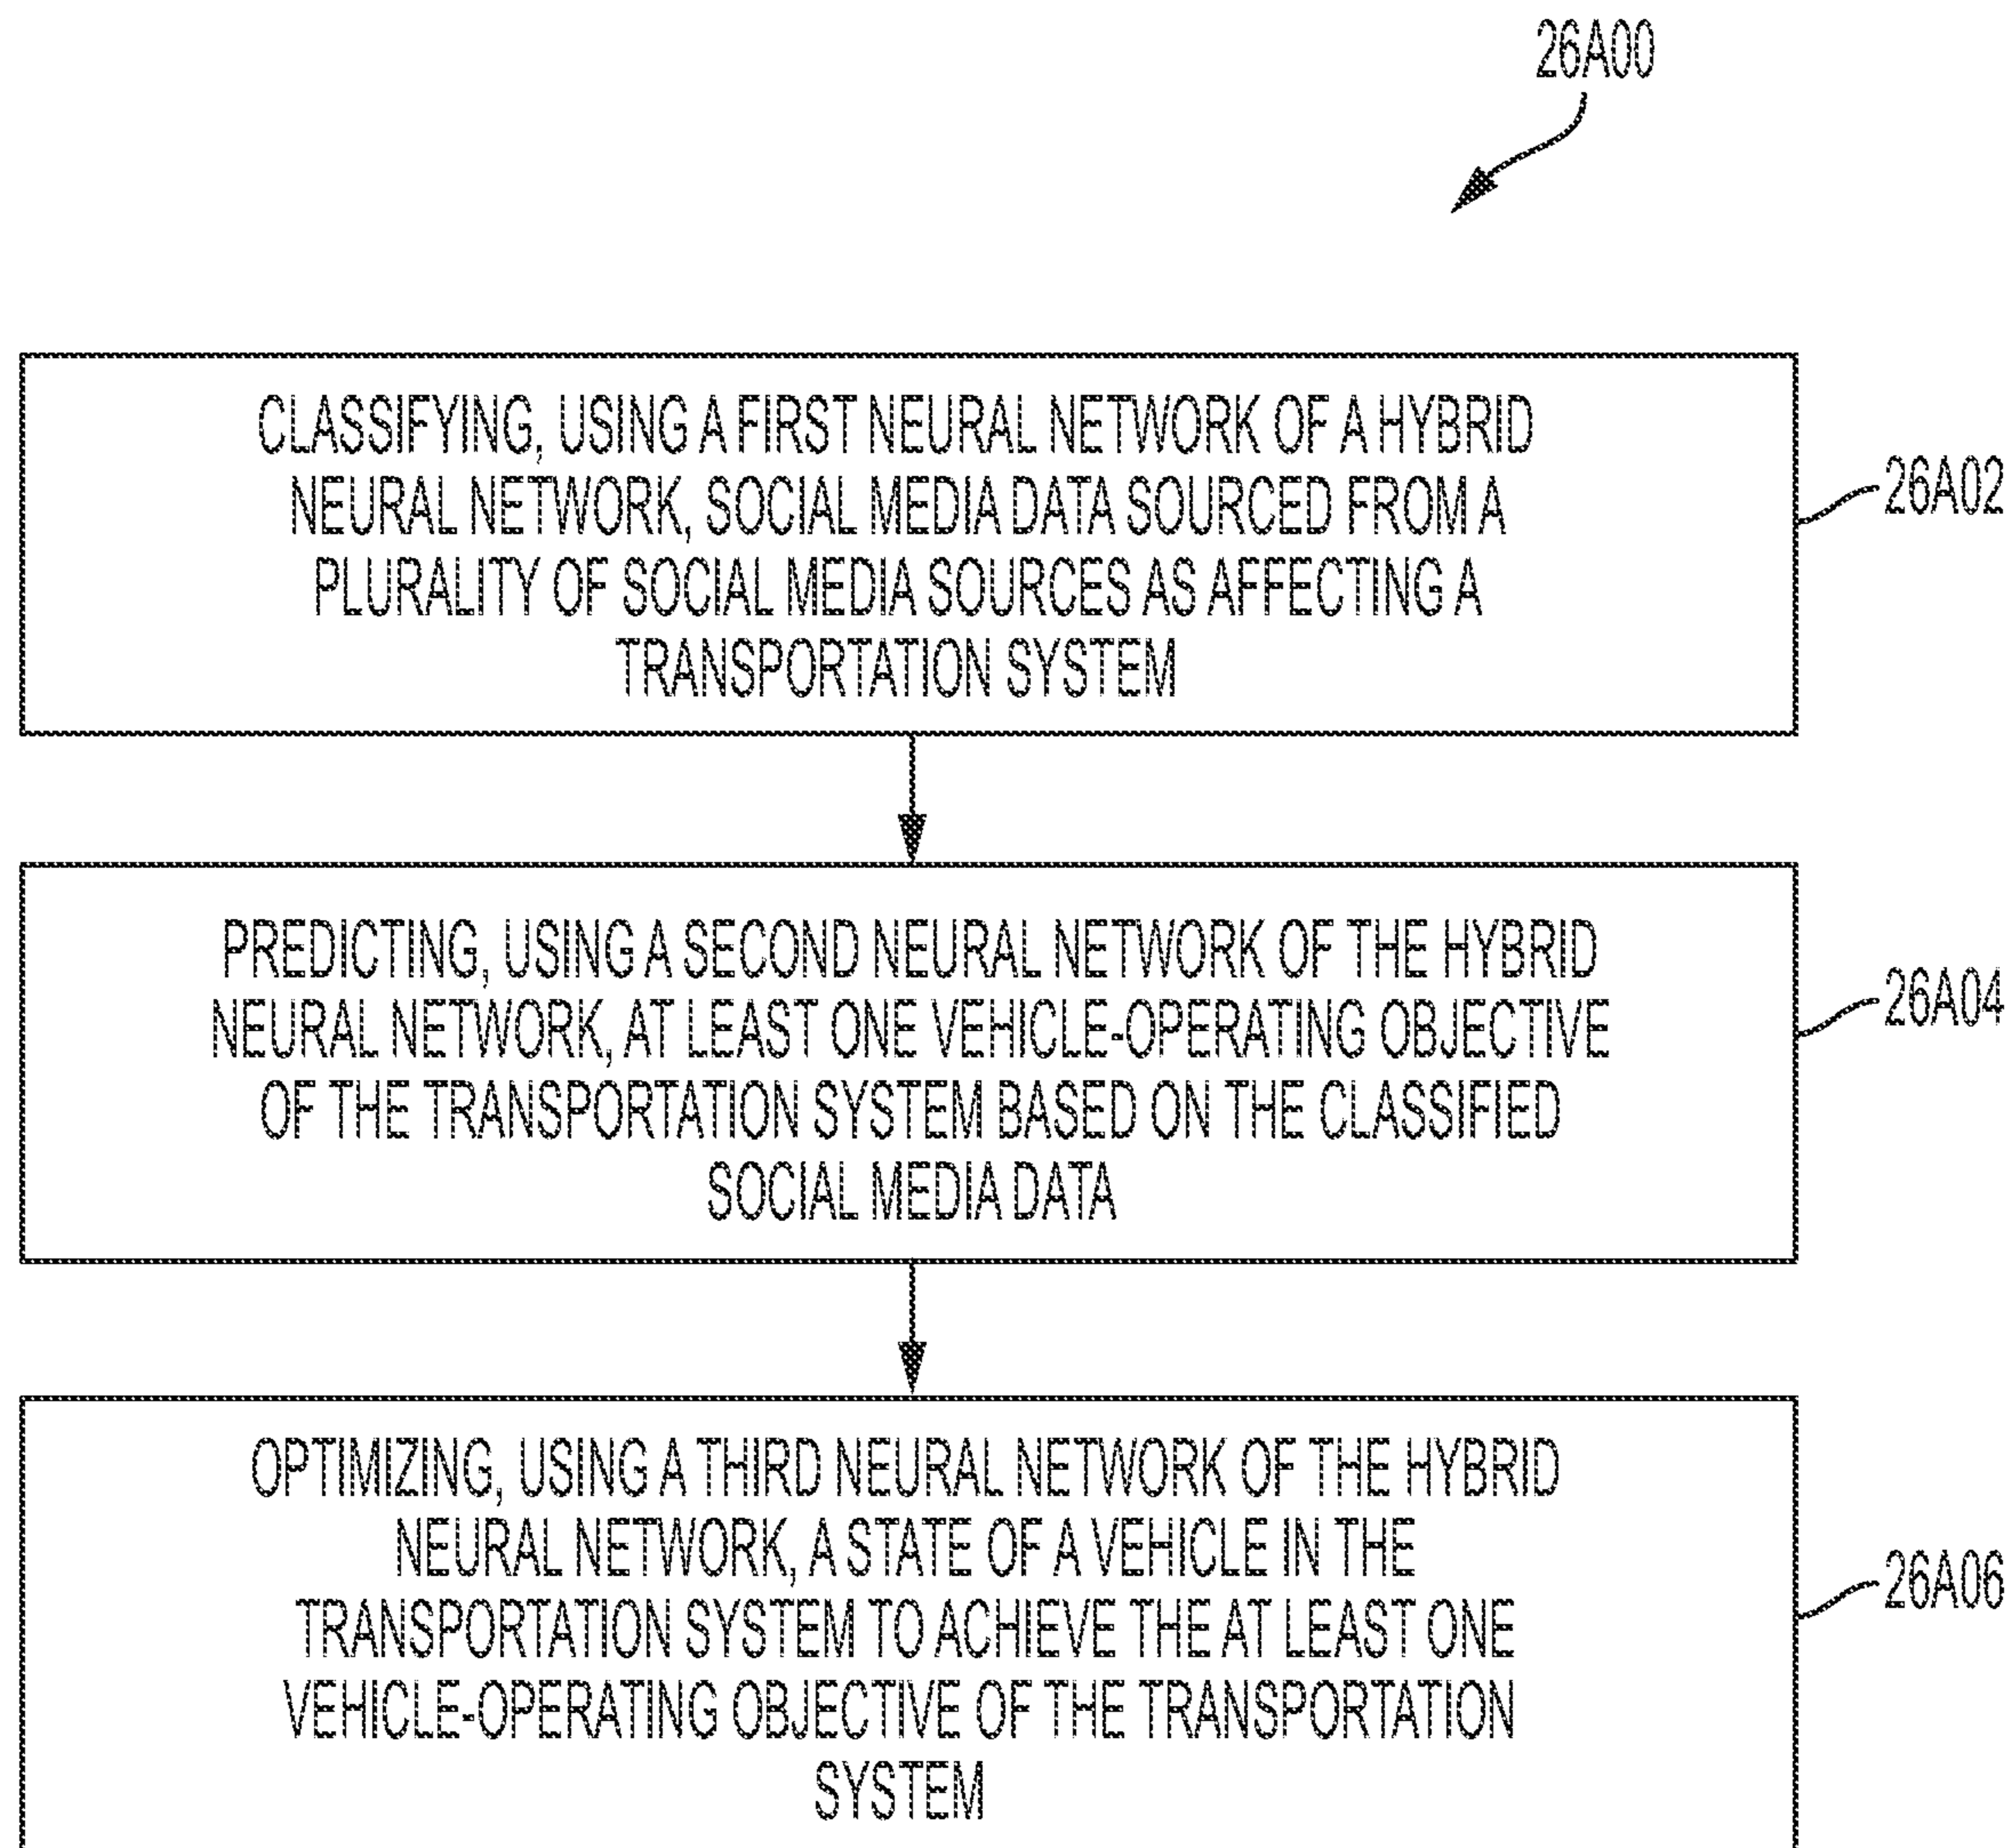 26A00
CLASSIFYING, USING A FIRST NEURAL NETWORK OF A HYBRID
NEURAL NETWORK, SOCIAL MEDIA DATA SOURCED FROM A
PLURALITY OF SOCIAL MEDIA SOURCES AS AFFECTING A
TRANSPORTATION SYSTEM
26A02
PREDICTING, USING A SECOND NEURAL NETWORK OF THE HYBRID
NEURAL NETWORK, AT LEAST ONE VEHICLE-OPERATING OBJECTIVE
OF THE TRANSPORTATION SYSTEM BASED ON THE CLASSIFIED
SOCIAL MEDIA DATA
26A04
OPTIMIZING, USING A THIRD NEURAL NETWORK OF THE HYBRID
NEURAL NETWORK, A STATE OF A VEHICLE IN THE
TRANSPORTATION SYSTEM TO ACHIEVE THE AT LEAST ONE
VEHICLE-OPERATING OBJECTIVE OF THE TRANSPORTATION
SYSTEM
26A06